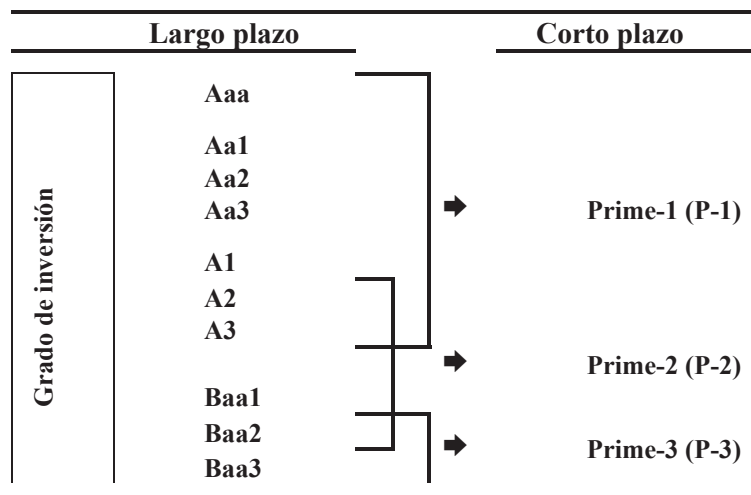 Largo plazo Corto plazo
Grado de inversión
Aaa
Aa1
Aa2
Aa3
Prime-1 (P-1)
A1
A2
A3
Prime-2 (P-2)
Baa1
Baa2
Prime-3 (P-3)
Baa3